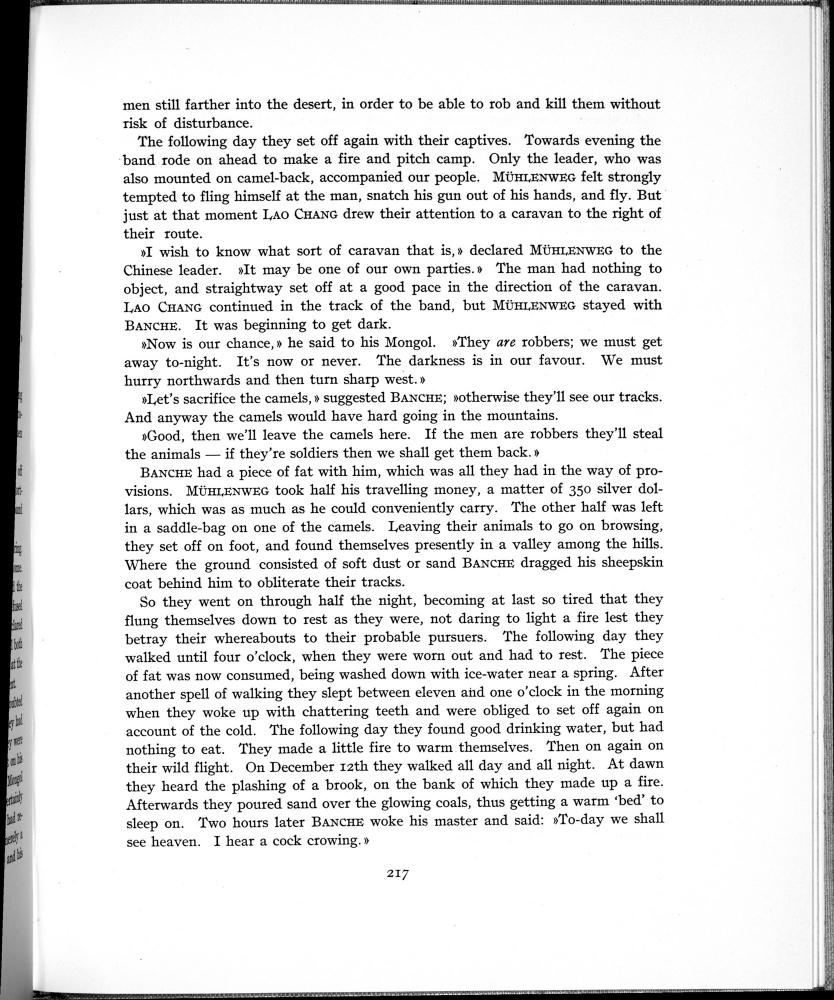 men still farther into the desert, in order to be able to rob and kill them without
risk of disturbance.
The following day they set off again with their captives. Towards evening the
band rode on ahead to make a fire and pitch camp. Only the leader, who was
also mounted on camel-back, accompanied our people. MÜHLENWEG felt strongly
tempted to fling himself at the man, snatch his gun out of his hands, and fly. But
just at that moment LAO CHANG drew their attention to a caravan to the right of
their route.
»I wish to know what sort of caravan that is,» declared MÜHLENWEG to the
Chinese leader. »It may be one of our own parties.» The man had nothing to
object, and straightway set off at a good pace in the direction of the caravan.
LAO CHANG continued in the track of the band, but MÜHLENWEG stayed with
BANCHE. It was beginning to get dark.
»Now is our chance,» he said to his Mongol. »They are robbers; we must get
away to-night. It's now or never. The darkness is in our favour. We must
hurry northwards and then turn sharp west.»
»Let's sacrifice the camels,» suggested BANCHE; »otherwise they'll see our tracks.
And anyway the camels would have hard going in the mountains.
»Good, then we'll leave the camels here. If the men are robbers they'll steal
the animals — if they're soldiers then we shall get them back.»
BANCHE had a piece of fat with him, which was all they had in the way of pro-
visions. MÜHLENWEG took half his travelling money, a matter of 350 silver dol-
lars, which was as much as he could conveniently carry. The other half was left
in a saddle-bag on one of the camels. Leaving their animals to go on browsing,
they set off on foot, and found themselves presently in a valley among the hills.
Where the ground consisted of soft dust or sand BANCHE dragged his sheepskin
coat behind him to obliterate their tracks.
So they went on through half the night, becoming at last so tired that they
flung themselves down to rest as they were, not daring to light a fire lest they
betray their whereabouts to their probable pursuers. The following day they
walked until four o'clock, when they were worn out and had to rest. The piece
of fat was now consumed, being washed down with ice-water near a spring. After
another spell of walking they slept between eleven and one o'clock in the morning
when they woke up with chattering teeth and were obliged to set off again on
account of the cold. The following day they found good drinking water, but had
nothing to eat. They made a little fire to warm themselves. Then on again on
their wild flight. On December 12th they walked all day and all night. At dawn
they heard the plashing of a brook, on the bank of which they made up a fire.
Afterwards they poured sand over the glowing coals, thus getting a warm 'bed' to
sleep on. Two hours later BANCHE woke his master and said: »To-day we shall
see heaven. I hear a cock crowing.»
217